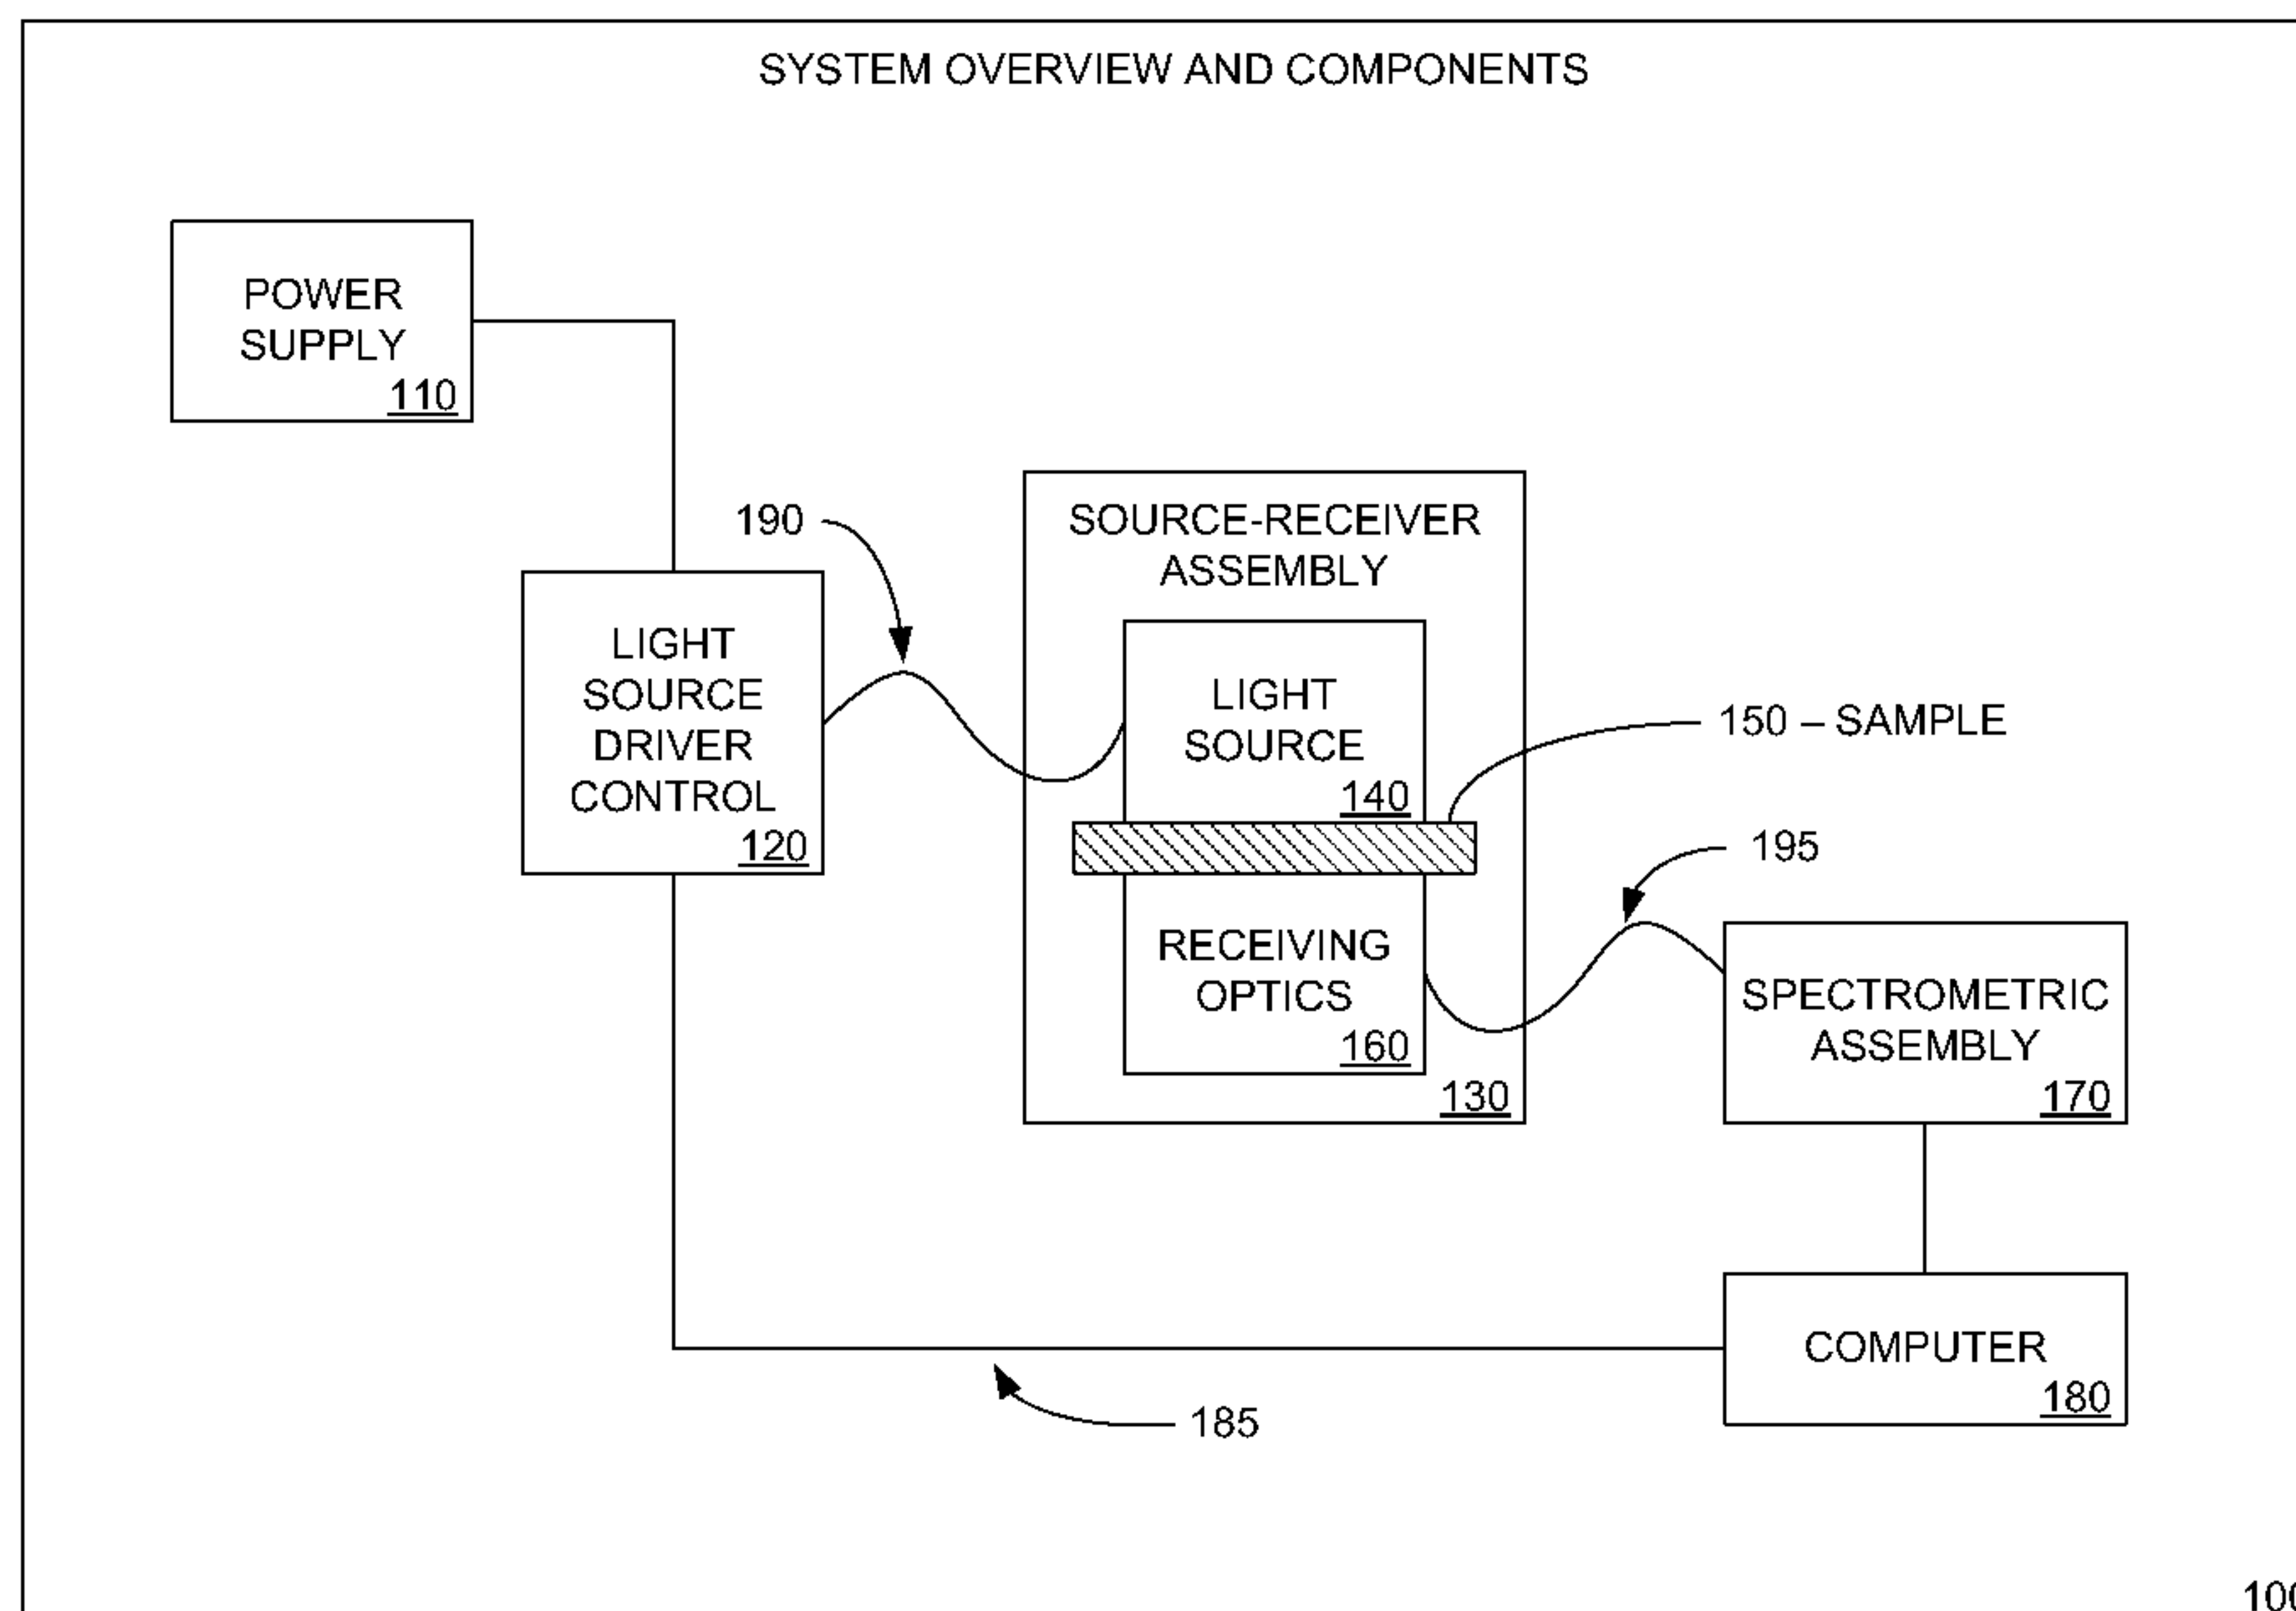 SYSTEM OVERVIEW AND COMPONENTS
POWER
SUPPLY
110
190
SOURCE-RECEIVER
ASSEMBLY
LIGHT
SOURCE
DRIVER
CONTROL
120
LIGHT
SOURCE
140
150 – SAMPLE
195
RECEIVING
OPTICS
160
130
SPECTROMETRIC
ASSEMBLY
170
COMPUTER
180
185
100